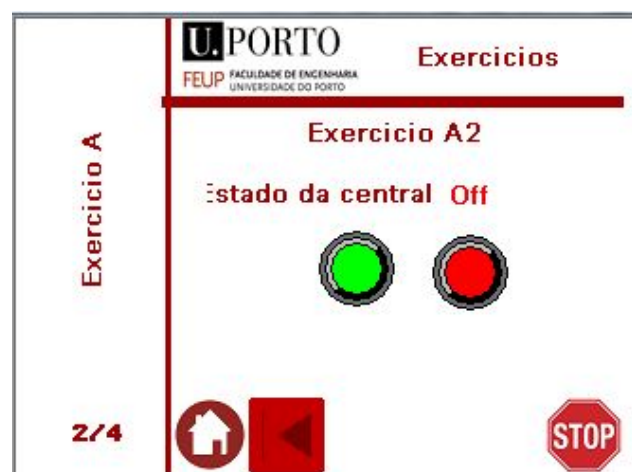 U. PORTO
FEUP FACULDADE DE ENGENHARIA
UNIVERSIDADE DO PORTO
Exercicios
Exercicio A
Exercicio A2
Estado da central Off
2/4
STOP